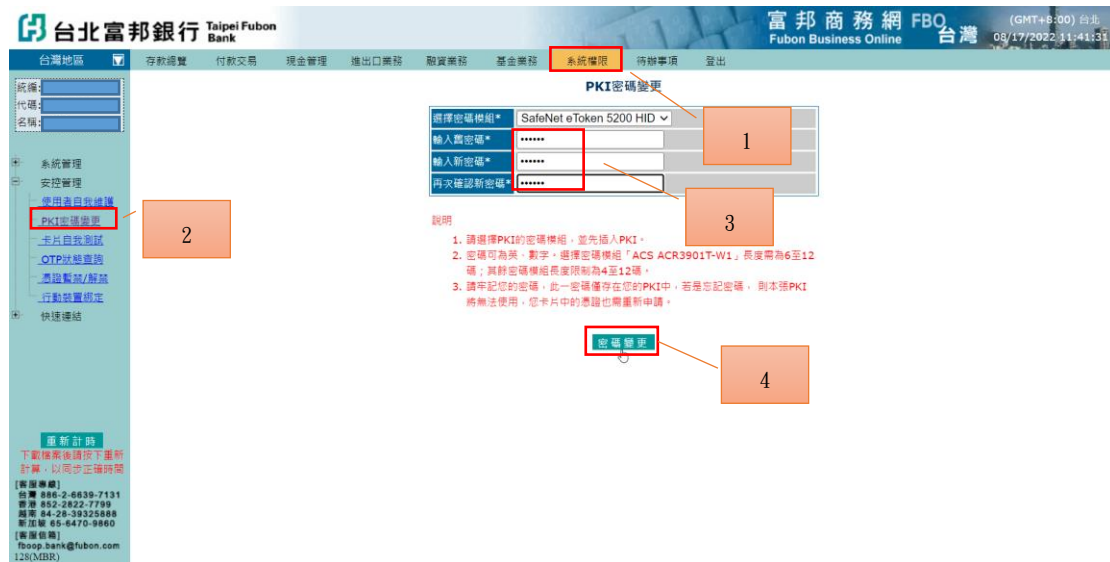 台北富邦銀行 Taipei Fubon Bank
富邦商務網 FBO
Fubon Business Online 台灣
(GMT+8:00) 台北
08/17/2022 11:41:31
台灣地區
存款總覽 付款交易 現金管理 進出口業務 融資業務 基金業務 系統權限 待辦事項 登出
統編:
代碼:
名稱:
系統管理
安控管理
使用者自我維護
PKI密碼變更
卡片自我測試
OTP狀態查詢
憑證暫禁/解禁
行動裝置綁定
快速連結
2
重新計時
下載檔案後請按下重新
計算，以同步正確時間
[客服專線]
台灣 886-2-6639-7131
香港 852-2822-7799
越南 84-28-39325888
新加坡 65-6470-9860
[客服信箱]
fboop.bank@fubon.com
128(MBR)
PKI密碼變更
選擇密碼模組* SafeNet eToken 5200 HID
輸入舊密碼* ••••••
輸入新密碼* ••••••
再次確認新密碼* ••••••
1
3
說明
1. 請選擇PKI的密碼模組，並先插入PKI。
2. 密碼可為英、數字。選擇密碼模組「ACS ACR3901T-W1」長度需為6至12
碼；其餘密碼模組長度限制為4至12碼。
3. 請牢記您的密碼，此一密碼僅存在您的PKI中，若是忘記密碼， 則本張PKI
將無法使用，您卡片中的憑證也需重新申請。
密碼變更
4